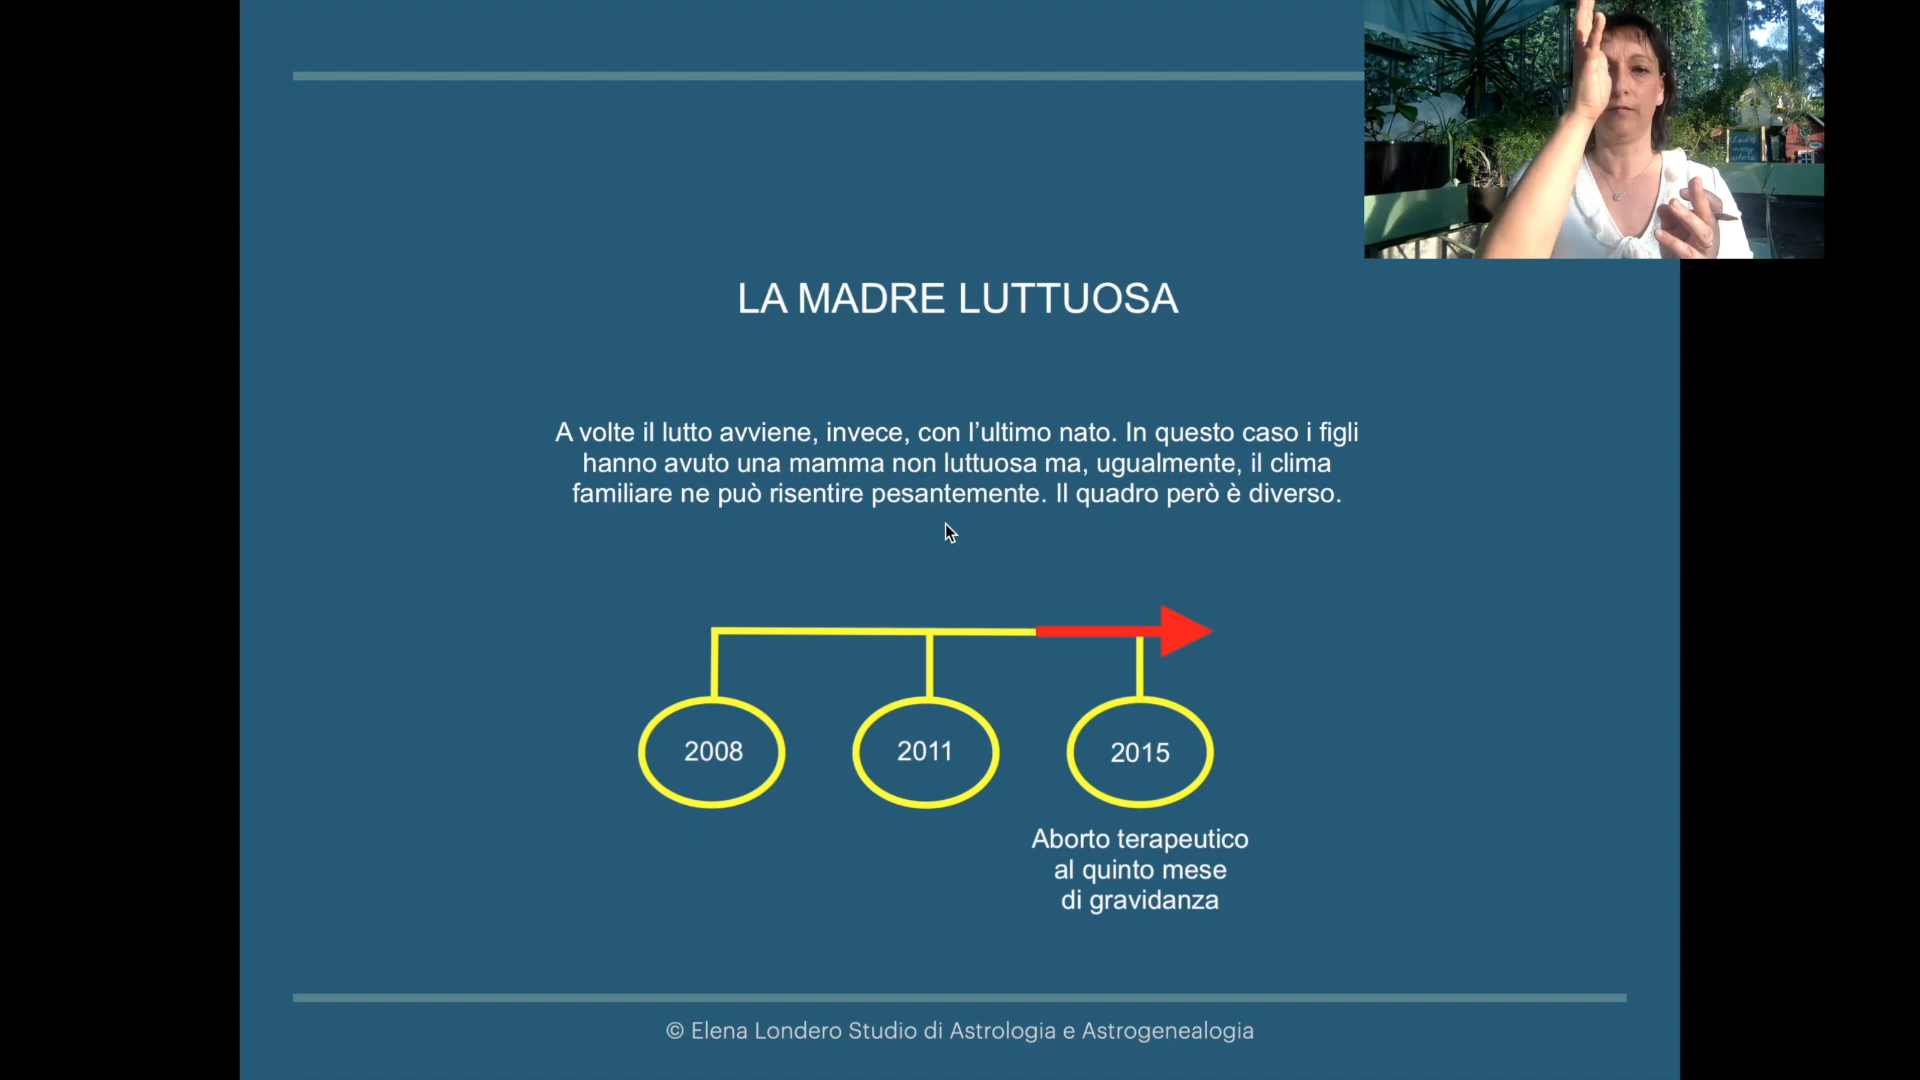 LA MADRE LUTTUOSA
A volte il lutto avviene, invece, con l’ultimo nato. In questo caso i figli
hanno avuto una mamma non luttuosa ma, ugualmente, il clima
familiare ne può risentire pesantemente. Il quadro però è diverso.
2008
2011
2015
Aborto terapeutico
al quinto mese
di gravidanza
© Elena Londero Studio di Astrologia e Astrogenealogia